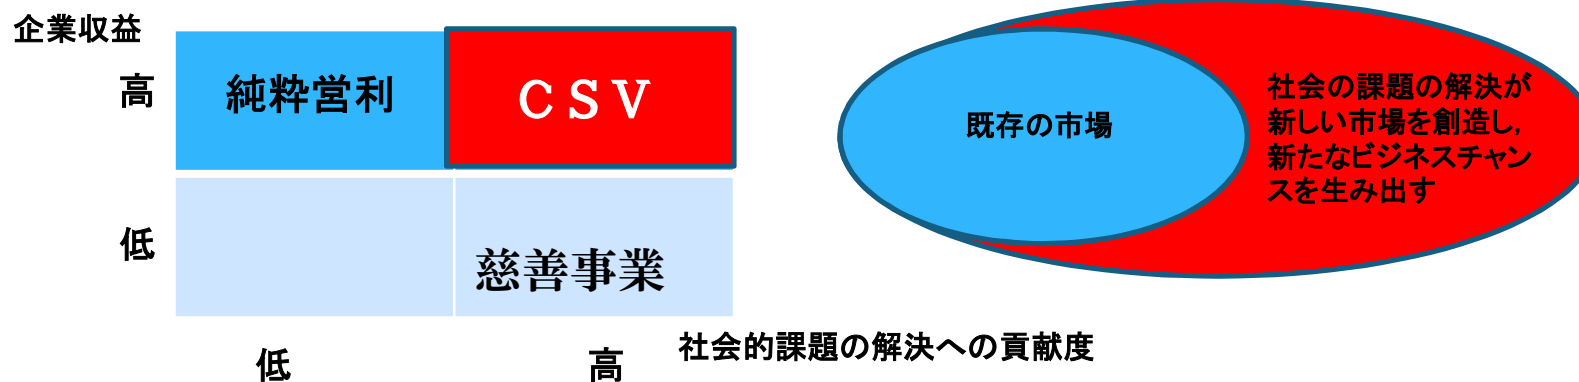 企業収益
高
純粋営利
ＣＳＶ
低
慈善事業
低
高
社会的課題の解決への貢献度
既存の市場
社会の課題の解決が
新しい市場を創造し,
新たなビジネスチャン
スを生み出す